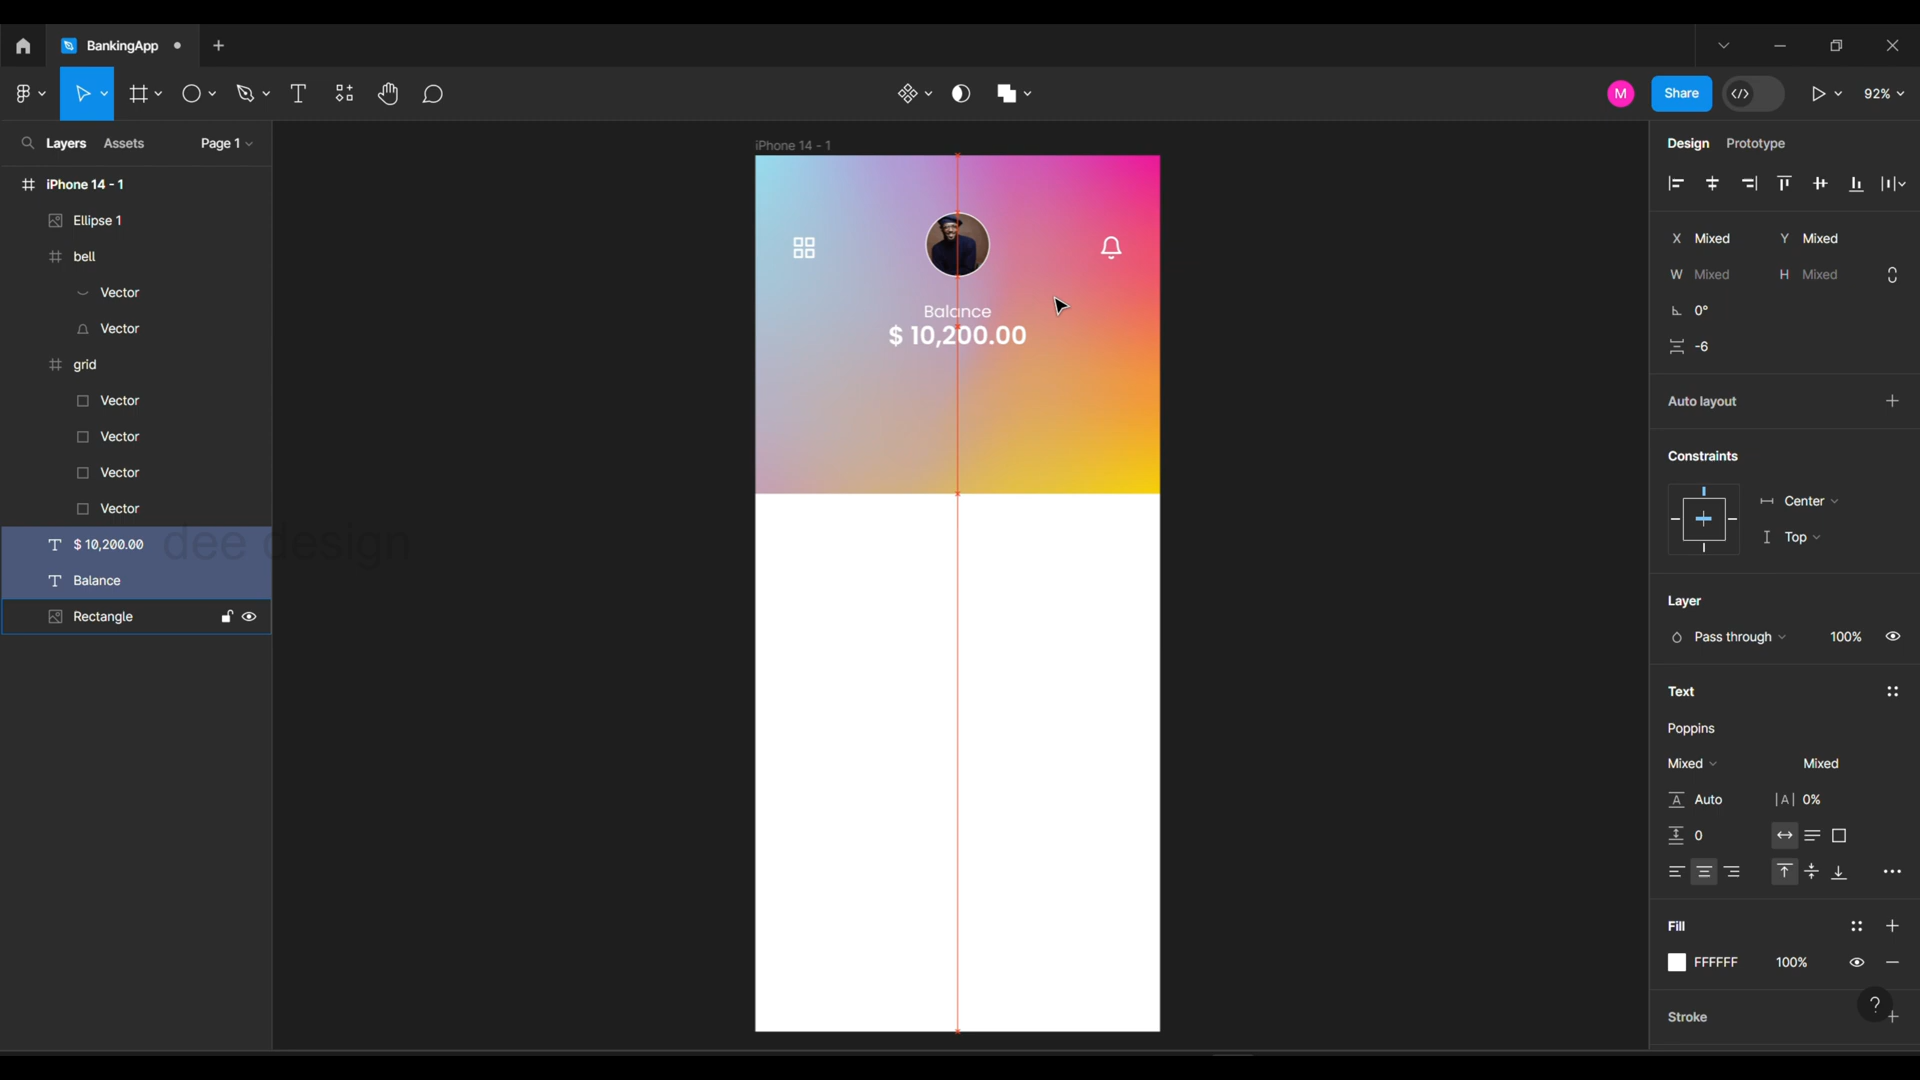 BankingApp
Share
92%
Layers
Assets
Page 1
iPhone 14 - 1
Ellipse 1
bell
Vector
Vector
grid
Vector
Vector
Vector
Vector
$ 10,200.00
Balance
Rectangle
dee design
iPhone 14 - 1
Balance
$ 10,200.00
M
Design
Prototype
X Mixed
Y Mixed
W Mixed
H Mixed
0°
-6
Auto layout
Constraints
Center
Top
Layer
Pass through
100%
Text
Poppins
Mixed
Mixed
Auto
|A| 0%
0
Fill
FFFFFF
100%
Stroke
?